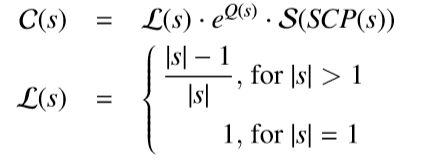 C(s) = L(s) · e^Q(s) · S(SCP(s))
L(s) = { |s| − 1 / |s| , for |s| > 1
1, for |s| = 1